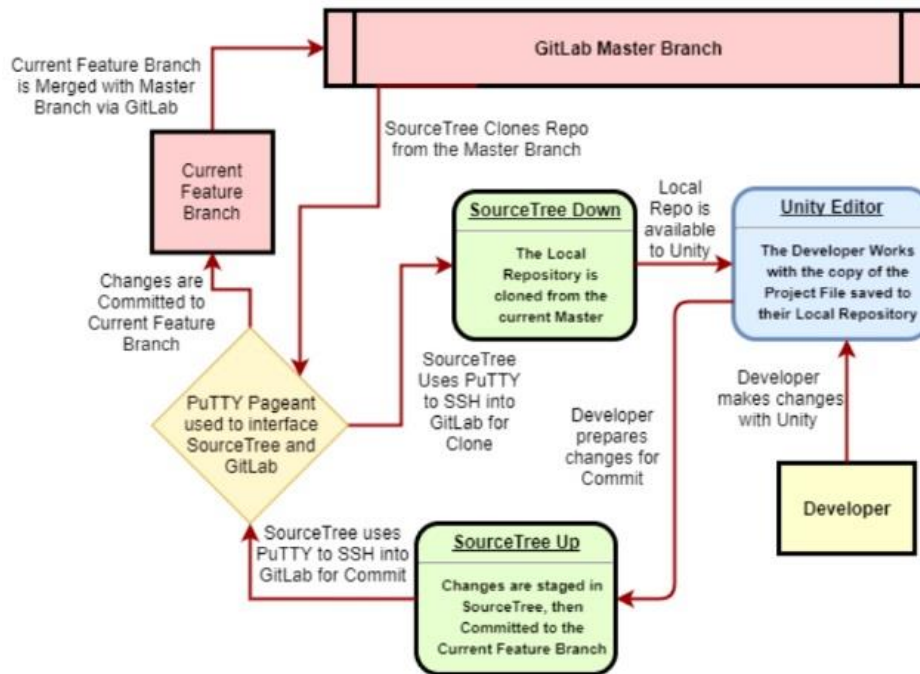 GitLab Master Branch
Current Feature Branch
is Merged with Master
Branch via GitLab
SourceTree Clones Repo
from the Master Branch
Current
Feature
Branch
SourceTree Down
The Local
Repository is
cloned from the
current Master
Local
Repo is
available
to Unity
Unity Editor
The Developer Works
with the copy of the
Project File saved to
their Local Repository
Changes are
Committed to
Current Feature
Branch
SourceTree
Uses PuTTY
to SSH into
GitLab for
Clone
PuTTY Pageant
used to interface
SourceTree and
GitLab
Developer
makes changes
with Unity
Developer
prepares
changes for
Commit
Developer
SourceTree uses
PuTTY to SSH into
GitLab for Commit
SourceTree Up
Changes are staged in
SourceTree, then
Committed to the
Current Feature Branch